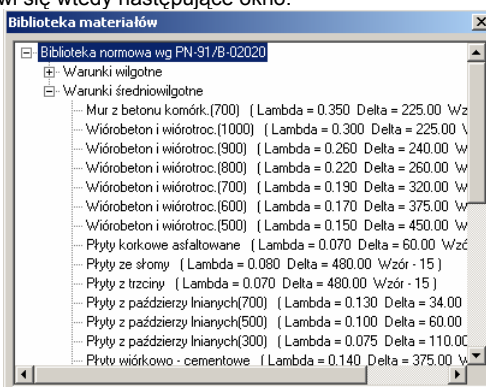 wi się wtedy następujące okno:
Biblioteka materiałów
Biblioteka normowa wg PN-91/B-02020
Warunki wilgotne
Warunki średniowilgotne
Mur z betonu komórk.(700) ( Lambda = 0.350 Delta = 225.00 Wz
Wiórobeton i wiórotroc.(1000) ( Lambda = 0.300 Delta = 225.00
Wiórobeton i wiórotroc.(900) ( Lambda = 0.260 Delta = 240.00 W
Wiórobeton i wiórotroc.(800) ( Lambda = 0.220 Delta = 260.00 W
Wiórobeton i wiórotroc.(700) ( Lambda = 0.190 Delta = 320.00 W
Wiórobeton i wiórotroc.(600) ( Lambda = 0.170 Delta = 375.00 W
Wiórobeton i wiórotroc.(500) ( Lambda = 0.150 Delta = 450.00 W
Płyty korkowe asfaltowane ( Lambda = 0.070 Delta = 60.00 Wzó
Płyty ze słomy ( Lambda = 0.080 Delta = 480.00 Wzór - 15 )
Płyty z trzciny ( Lambda = 0.070 Delta = 480.00 Wzór - 15 )
Płyty z paździerzy lnianych(700) ( Lambda = 0.130 Delta = 34.00
Płyty z paździerzy lnianych(500) ( Lambda = 0.100 Delta = 60.00
Płyty z paździerzy lnianych(300) ( Lambda = 0.075 Delta = 110.00
Płyty wiórkowo - cementowe ( Lambda = 0.140 Delta = 375.00 W